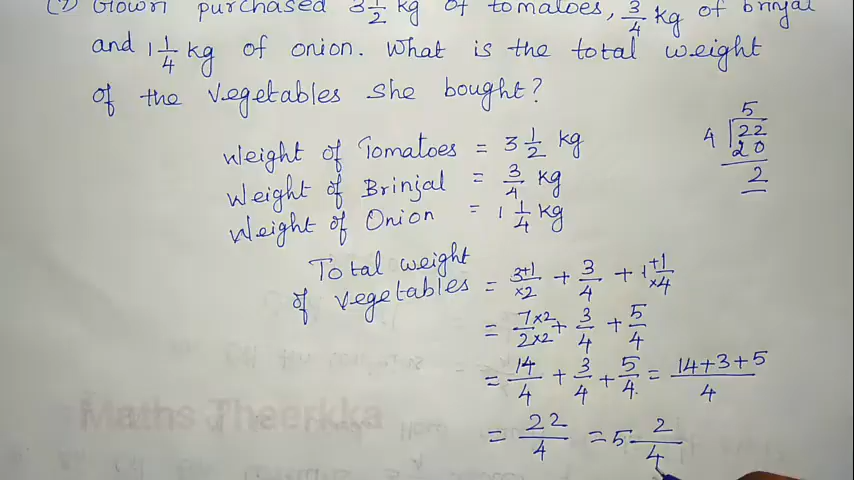 (7) Gowri purchased 3 1/2 kg of tomatoes, 3/4 kg of brinjal
and 1 1/4 kg of onion. What is the total weight
of the vegetables she bought?
Weight of Tomatoes = 3 1/2 kg
Weight of Brinjal = 3/4 kg
Weight of Onion = 1 1/4 kg
5
4 22
20
2
Total weight
of vegetables = 3+1/×2 + 3/4 + 1+1/×4
= 7×2/2×2 + 3/4 + 5/4
= 14/4 + 3/4 + 5/4 = 14+3+5/4
= 22/4 = 5 2/4
Maths Theerkka